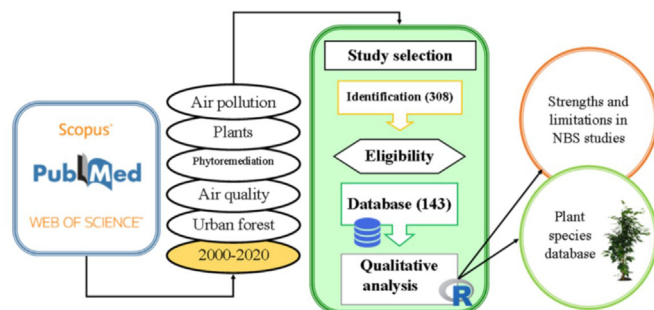 Scopus®
PubMed
WEB OF SCIENCE™
Air pollution
Plants
Phytoremediation
Air quality
Urban forest
2000-2020
Study selection
Identification (308)
Eligibility
Database (143)
Qualitative
analysis
R
Strengths and
limitations in
NBS studies
Plant
species
database